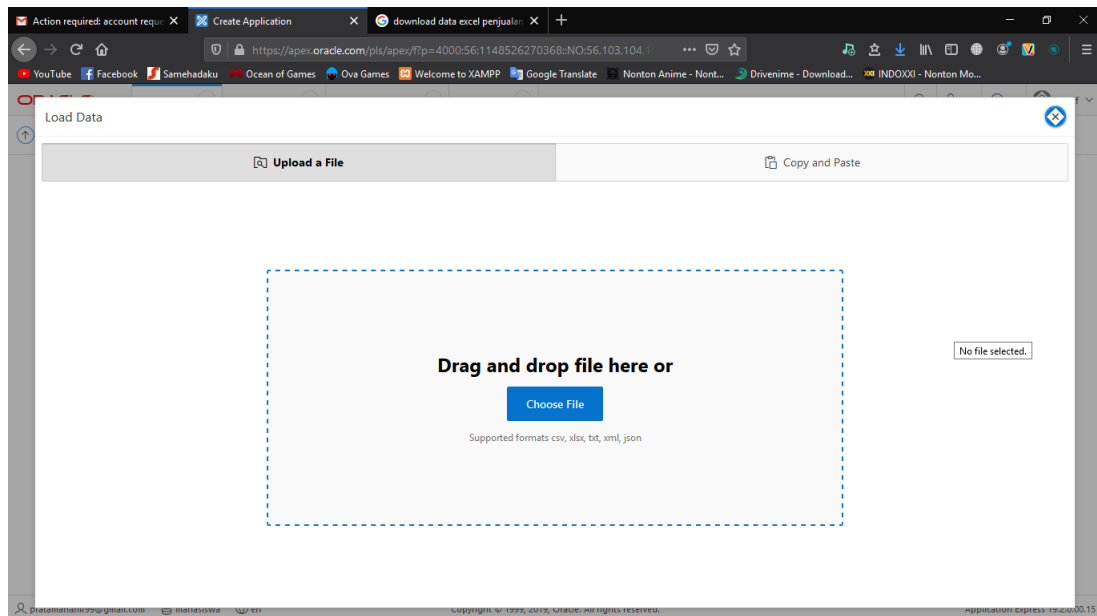 Action required: account reque
Create Application
download data excel penjualan
https://apex.oracle.com/pls/apex/f?p=4000:56:1148526270368::NO:56,103,104,1
YouTube Facebook Samehadaku Ocean of Games Ova Games Welcome to XAMPP Google Translate Nonton Anime - Nont... Drivenime - Download... INDOXXI - Nonton Mo...
Load Data
Upload a File
Copy and Paste
Drag and drop file here or
Choose File
Supported formats csv, xlsx, txt, xml, json
No file selected.
mahasiswa en Copyright © 1999, 2019, Oracle. All rights reserved. Application Express 19.2.0.00.15